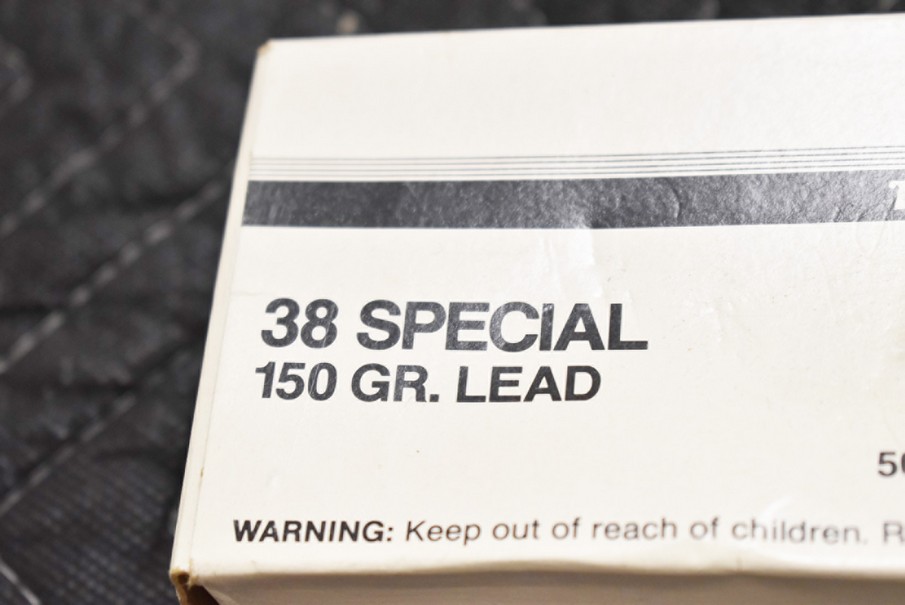 38 SPECIAL
150 GR. LEAD
WARNING: Keep out of reach of children.